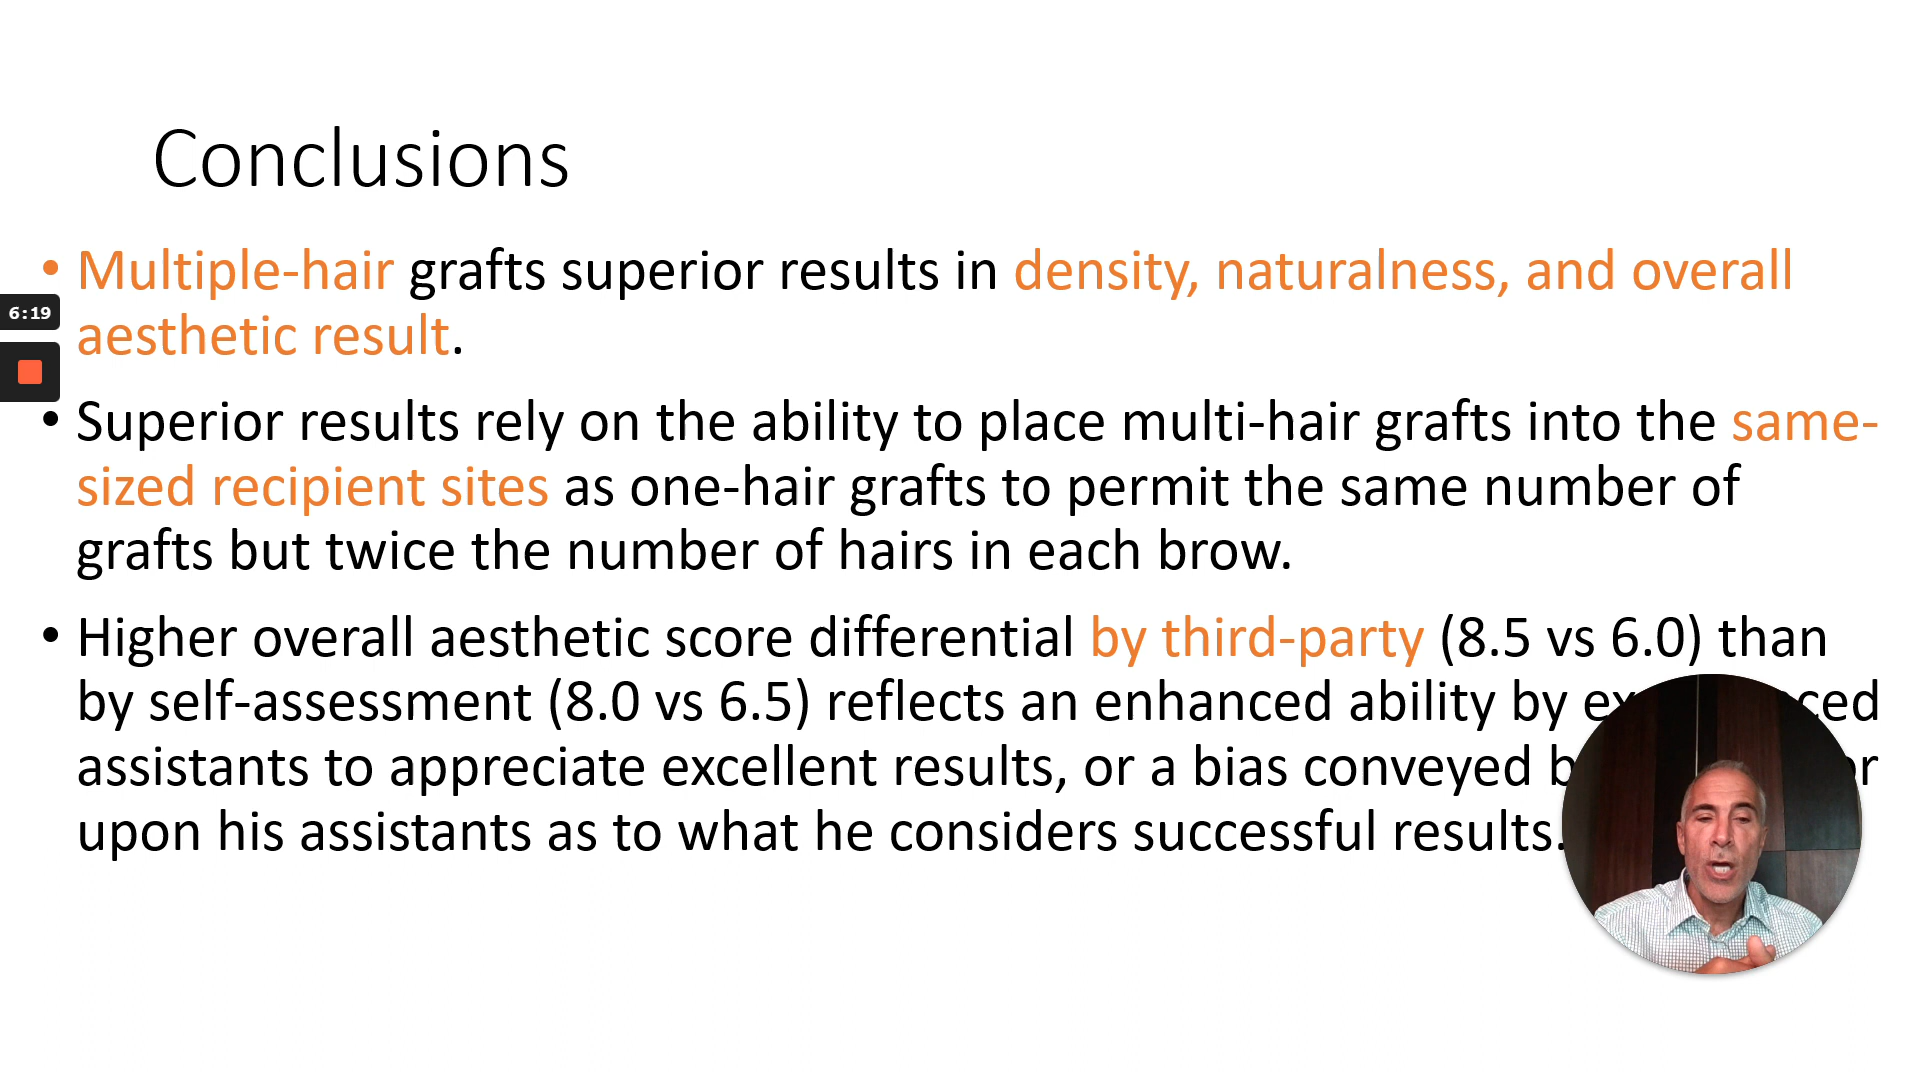 Conclusions
• Multiple-hair grafts superior results in density, naturalness, and overall
aesthetic result.
6:19
• Superior results rely on the ability to place multi-hair grafts into the same-
sized recipient sites as one-hair grafts to permit the same number of
grafts but twice the number of hairs in each brow.
• Higher overall aesthetic score differential by third-party (8.5 vs 6.0) than
by self-assessment (8.0 vs 6.5) reflects an enhanced ability by
assistants to appreciate excellent results, or a bias conveyed
upon his assistants as to what he considers successful results.